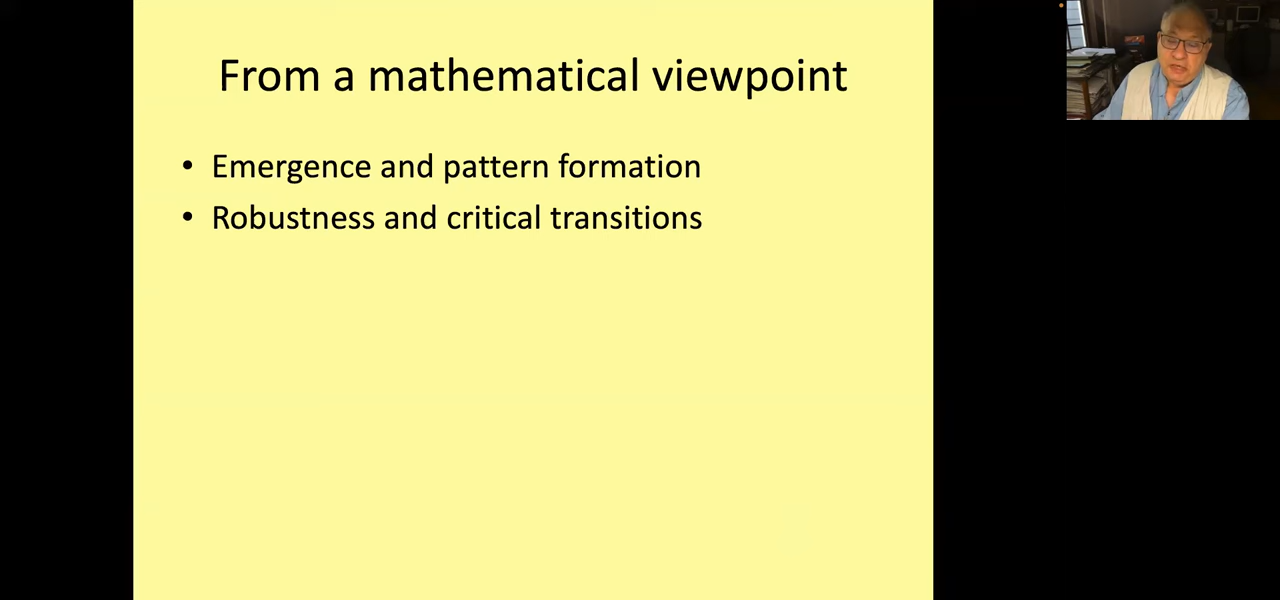 From a mathematical viewpoint
• Emergence and pattern formation
• Robustness and critical transitions